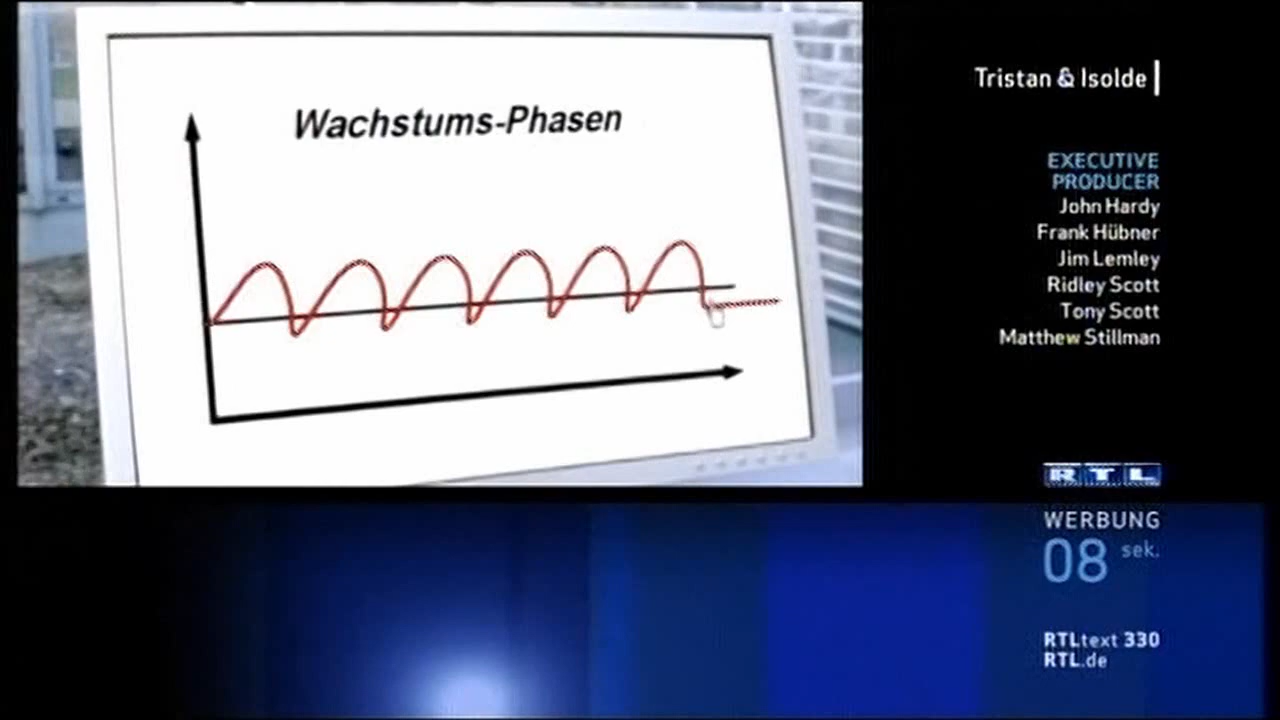 Wachstums-Phasen
Tristan & Isolde
EXECUTIVE
PRODUCER
John Hardy
Frank Hübner
Jim Lemley
Ridley Scott
Tony Scott
Matthew Stillman
RTL
WERBUNG
08 sek.
RTLtext 330
RTL.de